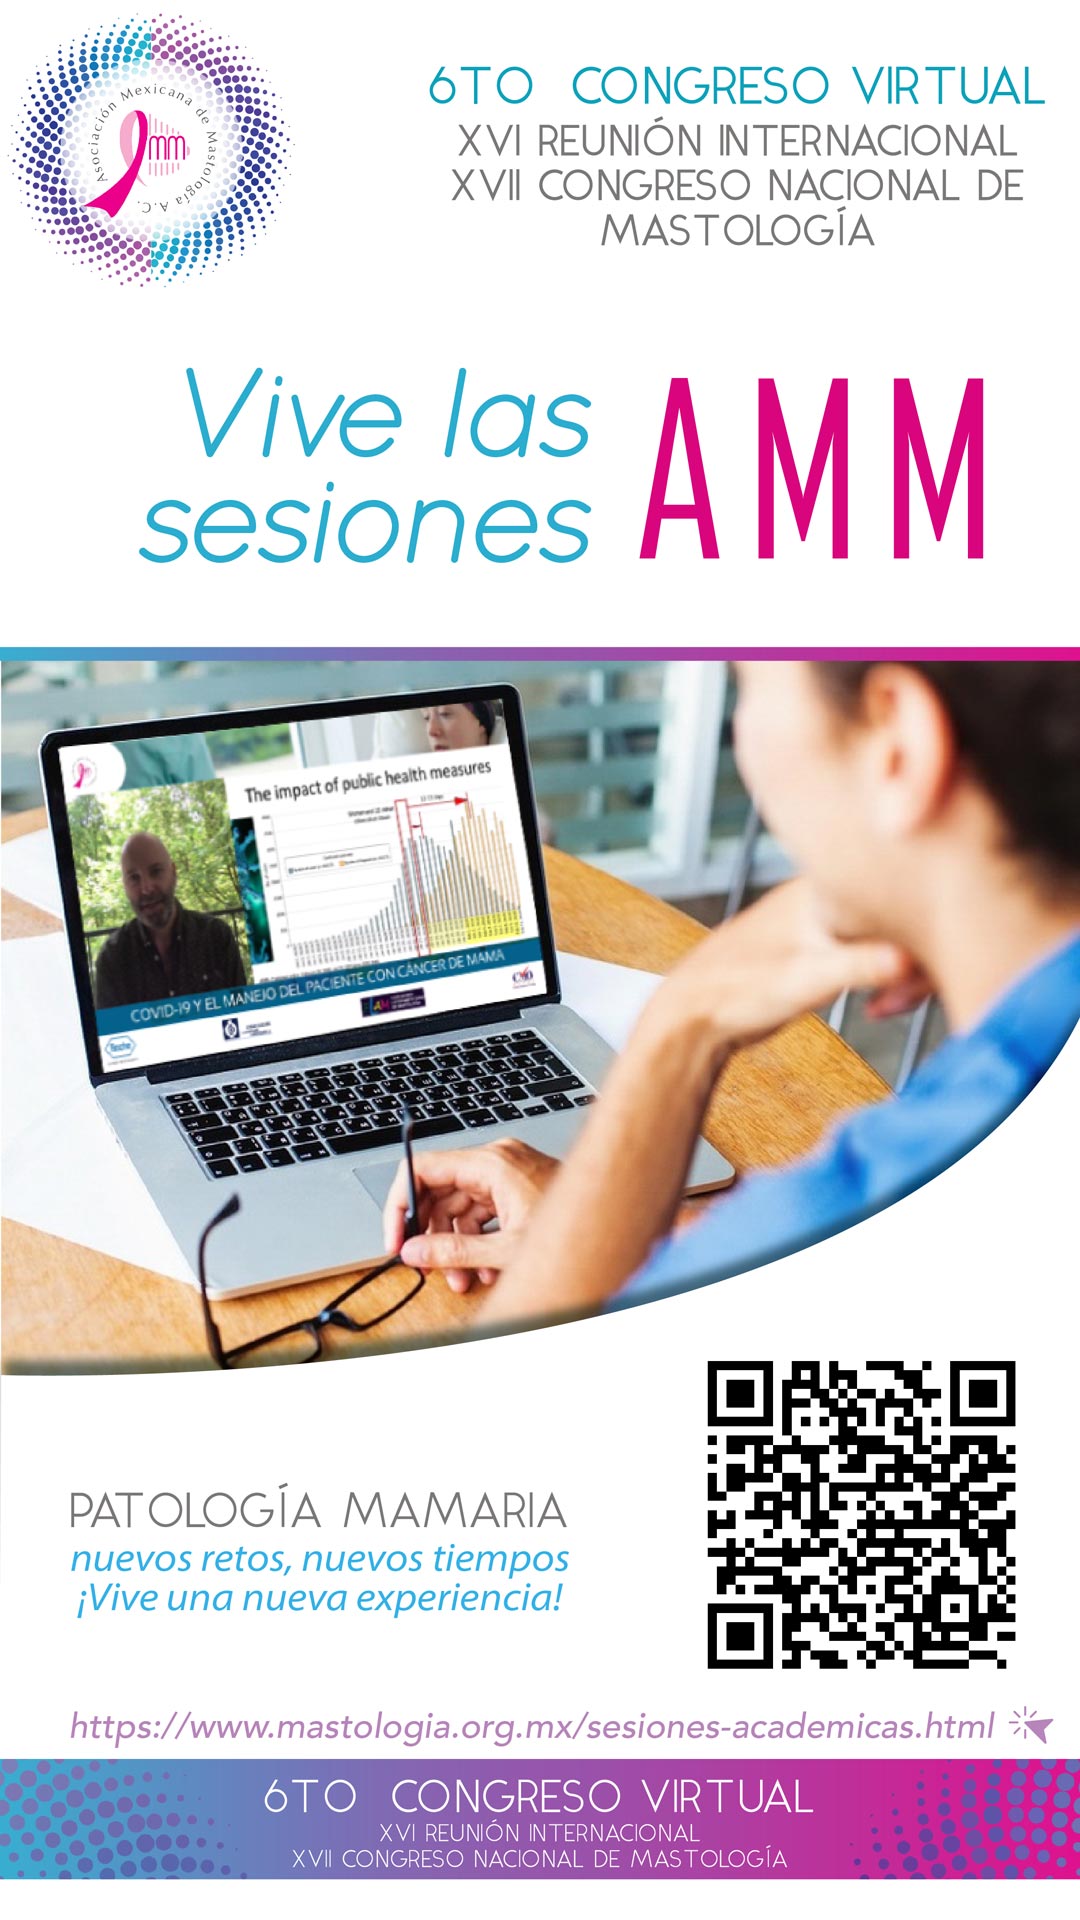 Asociación Mexicana de Mastología A.C.
mm
6TO CONGRESO VIRTUAL
XVI REUNIÓN INTERNACIONAL
XVII CONGRESO NACIONAL DE
MASTOLOGÍA
Vive las
sesiones
AMM
The impact of public health measures
COVID-19 Y EL MANEJO DEL PACIENTE CON CÁNCER DE MAMA
Roche
PATOLOGÍA MAMARIA
nuevos retos, nuevos tiempos
¡Vive una nueva experiencia!
https://www.mastologia.org.mx/sesiones-academicas.html
6TO CONGRESO VIRTUAL
XVI REUNIÓN INTERNACIONAL
XVII CONGRESO NACIONAL DE MASTOLOGÍA